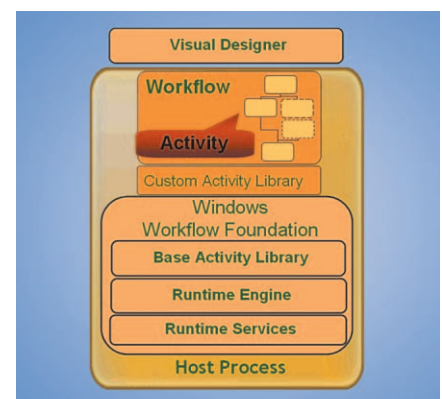 Visual Designer
Workflow
Activity
Custom Activity Library
Windows
Workflow Foundation
Base Activity Library
Runtime Engine
Runtime Services
Host Process